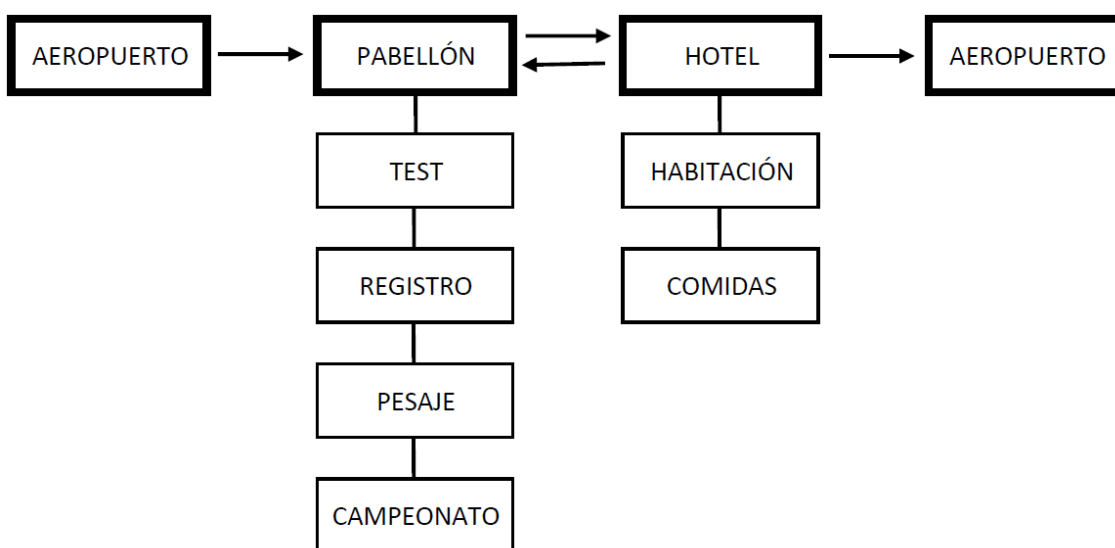 AEROPUERTO
PABELLÓN
HOTEL
AEROPUERTO
TEST
HABITACIÓN
REGISTRO
COMIDAS
PESAJE
CAMPEONATO